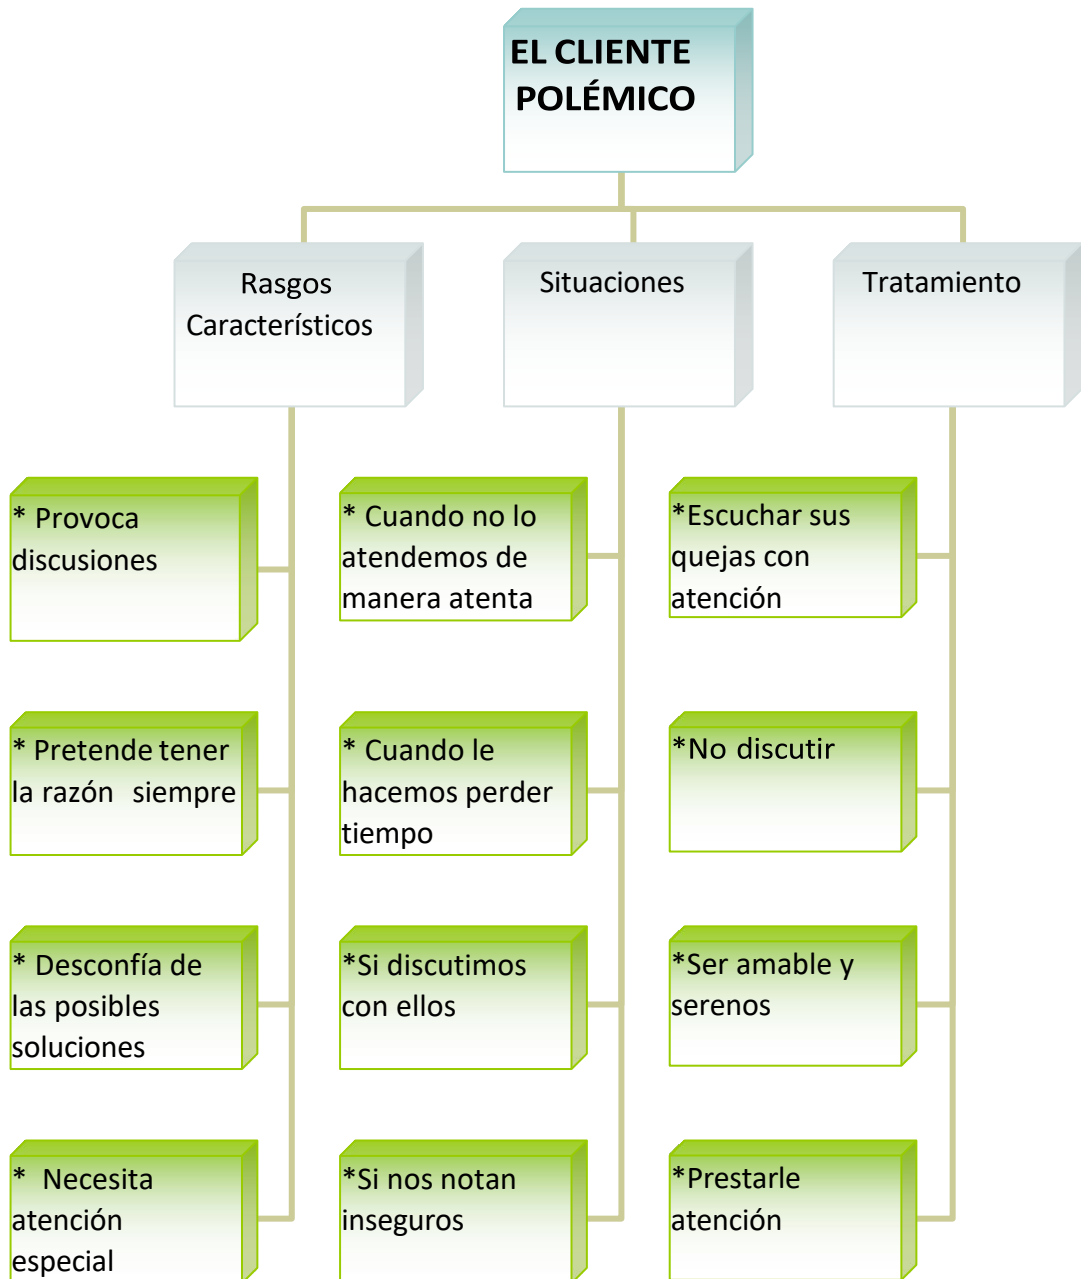 EL CLIENTE
POLÉMICO
Rasgos
Característicos
Situaciones
Tratamiento
* Provoca
discusiones
* Cuando no lo
atendemos de
manera atenta
*Escuchar sus
quejas con
atención
* Pretende tener
la razón siempre
* Cuando le
hacemos perder
tiempo
*No discutir
* Desconfía de
las posibles
soluciones
*Si discutimos
con ellos
*Ser amable y
serenos
* Necesita
atención
especial
*Si nos notan
inseguros
*Prestarle
atención